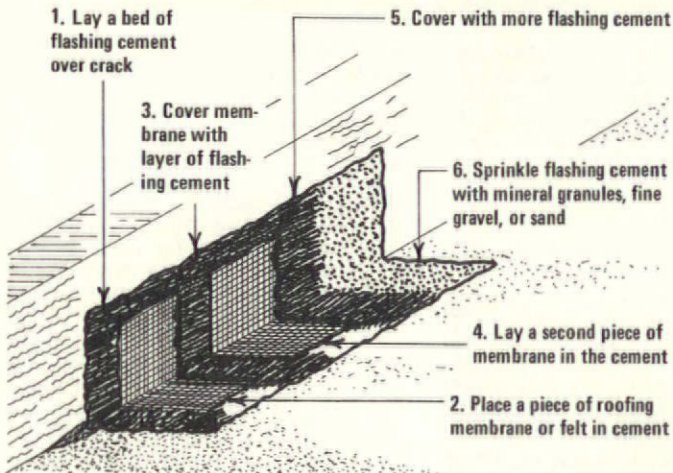 1. Lay a bed of
flashing cement
over crack
5. Cover with more flashing cement
3. Cover mem-
brane with
layer of flash-
ing cement
6. Sprinkle flashing cement
with mineral granules, fine
gravel, or sand
4. Lay a second piece of
membrane in the cement
2. Place a piece of roofing
membrane or felt in cement